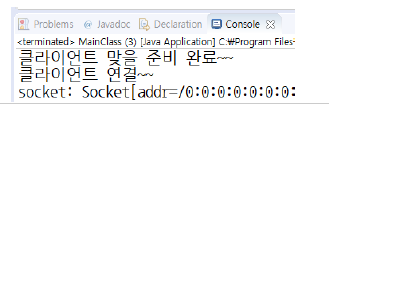 Problems @ Javadoc Declaration Console
<terminated> MainClass (3) [Java Application] C:₩Program Files
클라이언트 맞을 준비 완료~~
클라이언트 연결~~
socket: Socket[addr=/0:0:0:0:0:0:0: